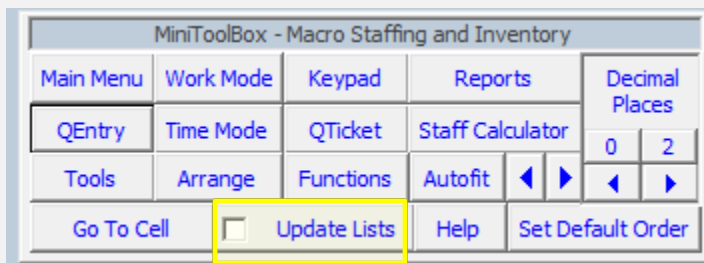 MiniToolBox - Macro Staffing and Inventory
Main Menu Work Mode Keypad Reports Decimal Places
QEntry Time Mode QTicket Staff Calculator 0 2
Tools Arrange Functions Autofit
Go To Cell Update Lists Help Set Default Order